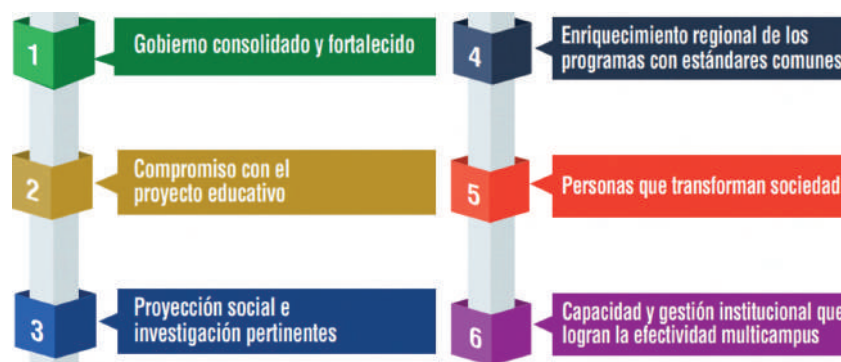 1
Gobierno consolidado y fortalecido
2
Compromiso con el
proyecto educativo
3
Proyección social e
investigación pertinentes
4
Enriquecimiento regional de los
programas con estándares comunes
5
Personas que transforman sociedad
6
Capacidad y gestión institucional que
logran la efectividad multicampus